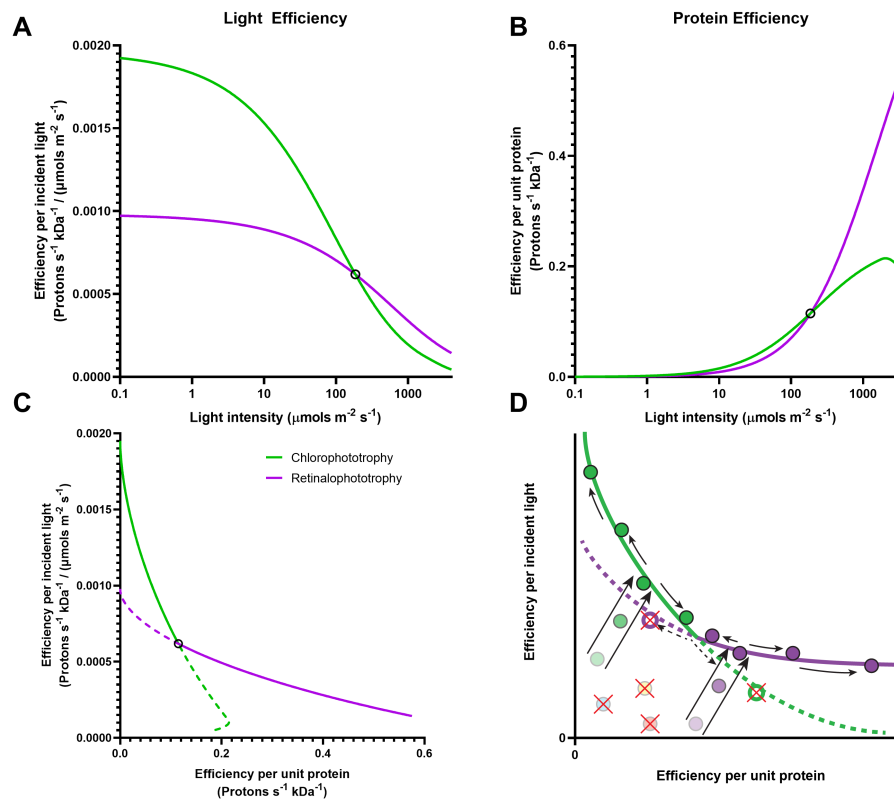 A
Light Efficiency
Efficiency per incident light
(Protons s⁻¹ kDa⁻¹ / (μmols m⁻² s⁻¹)
0.0020
0.0015
0.0010
0.0005
0.0000
0.1
1
10
100
1000
Light intensity (μmols m⁻² s⁻¹)
B
Protein Efficiency
Efficiency per unit protein
(Protons s⁻¹ kDa⁻¹)
0.6
0.4
0.2
0.0
0.1
1
10
100
1000
Light intensity (μmols m⁻² s⁻¹)
C
Efficiency per incident light
(Protons s⁻¹ kDa⁻¹ / (μmols m⁻² s⁻¹)
0.0020
0.0015
0.0010
0.0005
0.0000
Chlorophototrophy
Retinalophototrophy
0.0
0.2
0.4
0.6
Efficiency per unit protein
(Protons s⁻¹ kDa⁻¹)
D
Efficiency per incident light
0
0
Efficiency per unit protein